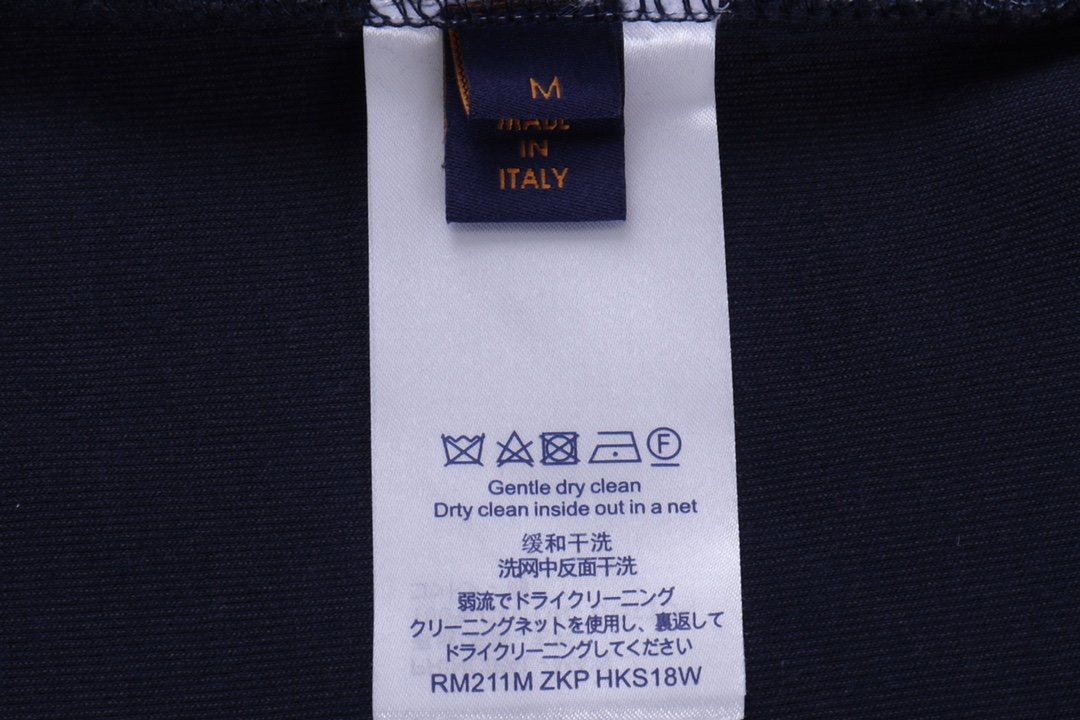 M
MADE
IN
ITALY
F
Gentle dry clean
Drty clean inside out in a net
缓和干洗
洗网中反面干洗
弱流でドライクリーニング
クリーニングネットを使用し、裏返して
ドライクリーニングしてください
RM211M ZKP HKS18W